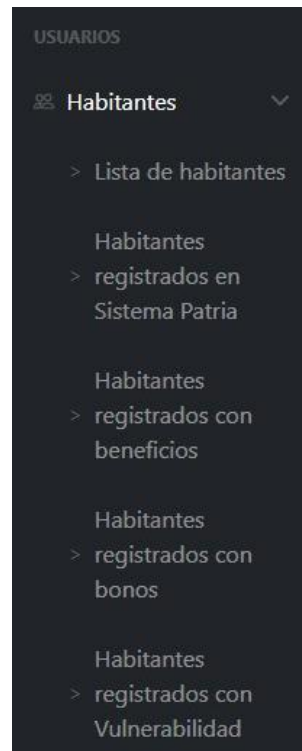 USUARIOS
Habitantes
> Lista de habitantes
Habitantes
> registrados en
Sistema Patria
Habitantes
> registrados con
beneficios
Habitantes
> registrados con
bonos
Habitantes
> registrados con
Vulnerabilidad